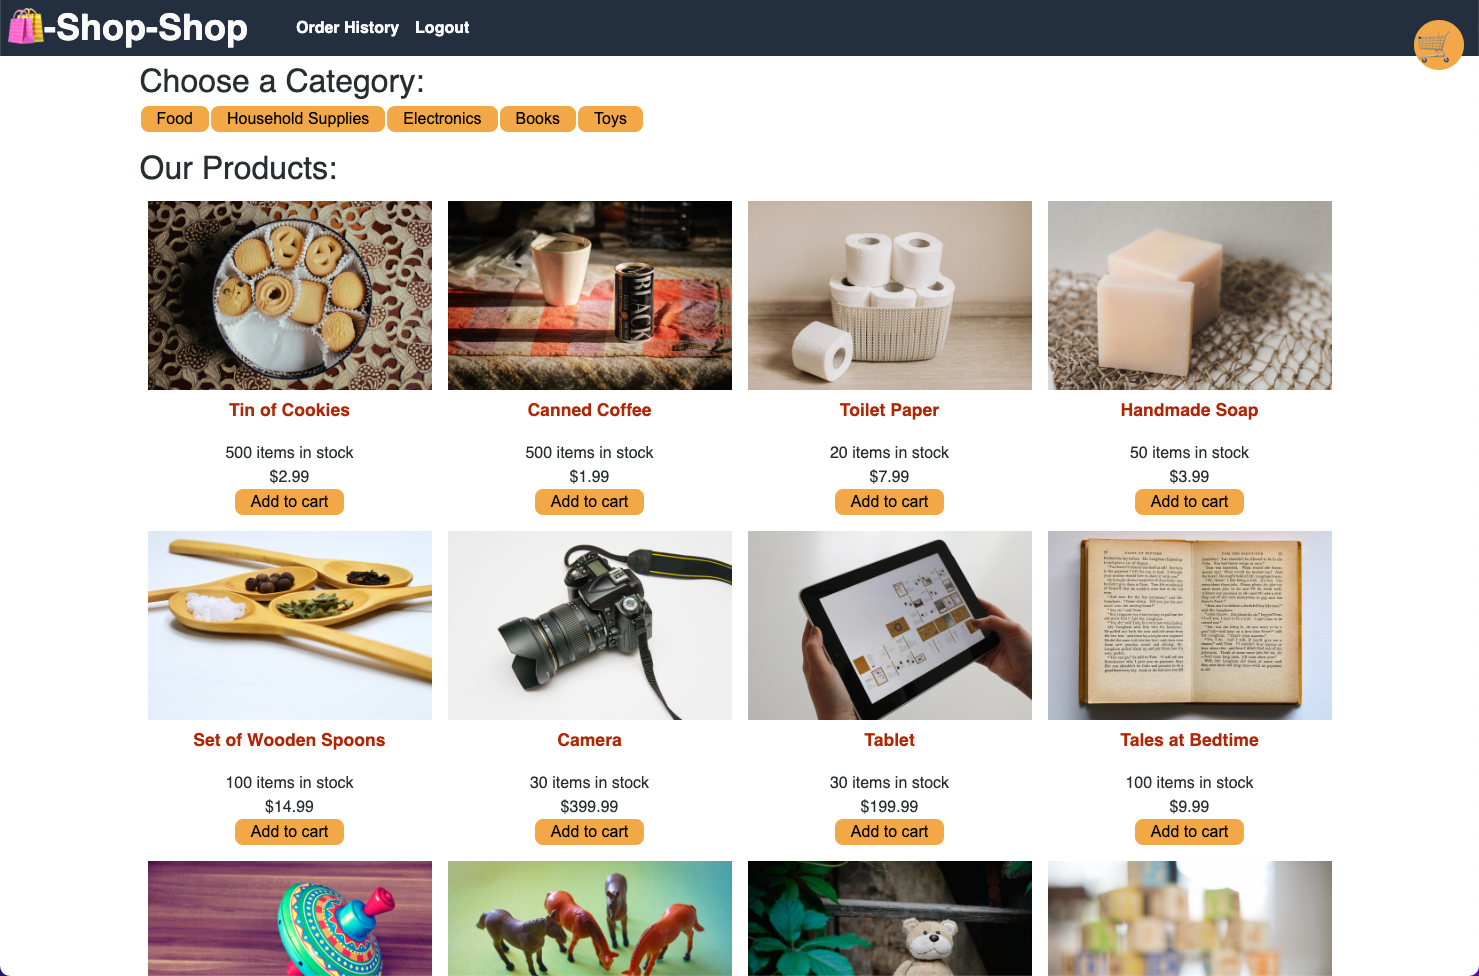 -Shop-Shop
Order History Logout
Choose a Category:
Food Household Supplies Electronics Books Toys
Our Products:
BLACK
Tin of Cookies Canned Coffee Toilet Paper Handmade Soap
500 items in stock 500 items in stock 20 items in stock 50 items in stock
$2.99 $1.99 $7.99 $3.99
Add to cart Add to cart Add to cart Add to cart
Set of Wooden Spoons Camera Tablet Tales at Bedtime
100 items in stock 30 items in stock 30 items in stock 100 items in stock
$14.99 $399.99 $199.99 $9.99
Add to cart Add to cart Add to cart Add to cart